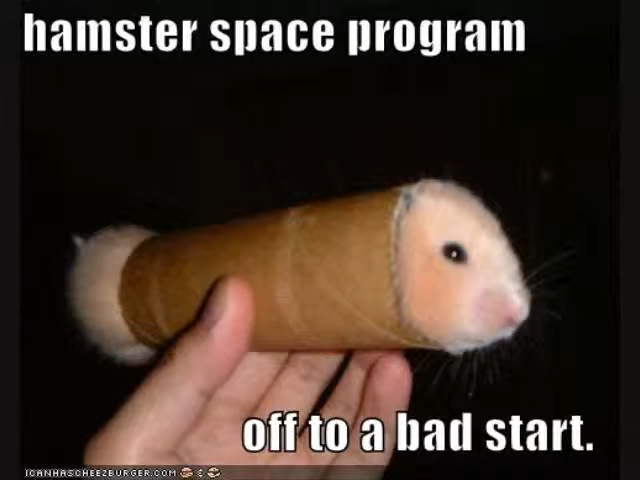 hamster space program
off to a bad start.
ICANHASCHEEZBURGER.COM